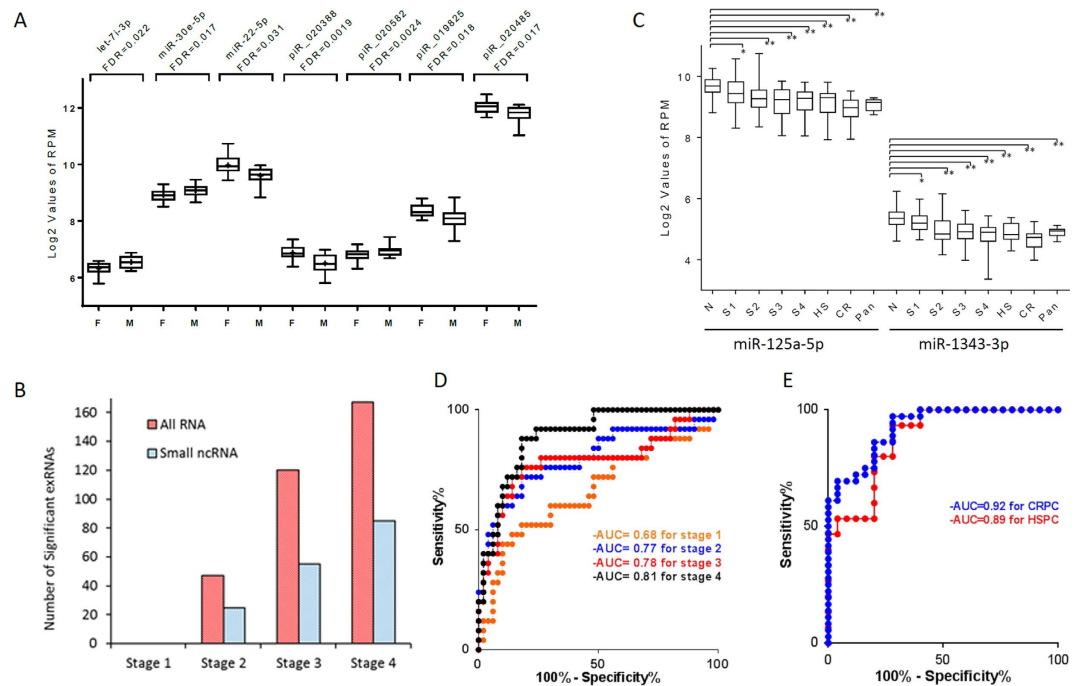 A
let-7i-3p
FDR=0.022
miR-30e-5p
FDR=0.017
miR-22-5p
FDR=0.031
piR_020388
FDR=0.0019
piR_020582
FDR=0.0024
piR_019825
FDR=0.018
piR_020485
FDR=0.017
Log2 Values of RPM
12
10
8
6
F M F M F M F M F M F M F M
B
Number of Significant exRNAs
160
140
120
100
80
60
40
20
0
All RNA
Small ncRNA
Stage 1 Stage 2 Stage 3 Stage 4
C
Log2 Values of RPM
10
8
6
4
*
**
**
**
**
**
**
*
**
**
**
**
**
**
N S1 S2 S3 S4 HS CR Pan N S1 S2 S3 S4 HS CR Pan
miR-125a-5p miR-1343-3p
D
Sensitivity%
100
50
0
-AUC= 0.68 for stage 1
-AUC= 0.77 for stage 2
-AUC= 0.78 for stage 3
-AUC= 0.81 for stage 4
0 50 100
100% - Specificity%
E
Sensitivity%
100
50
0
-AUC=0.92 for CRPC
-AUC=0.89 for HSPC
0 50 100
100% - Specificity%